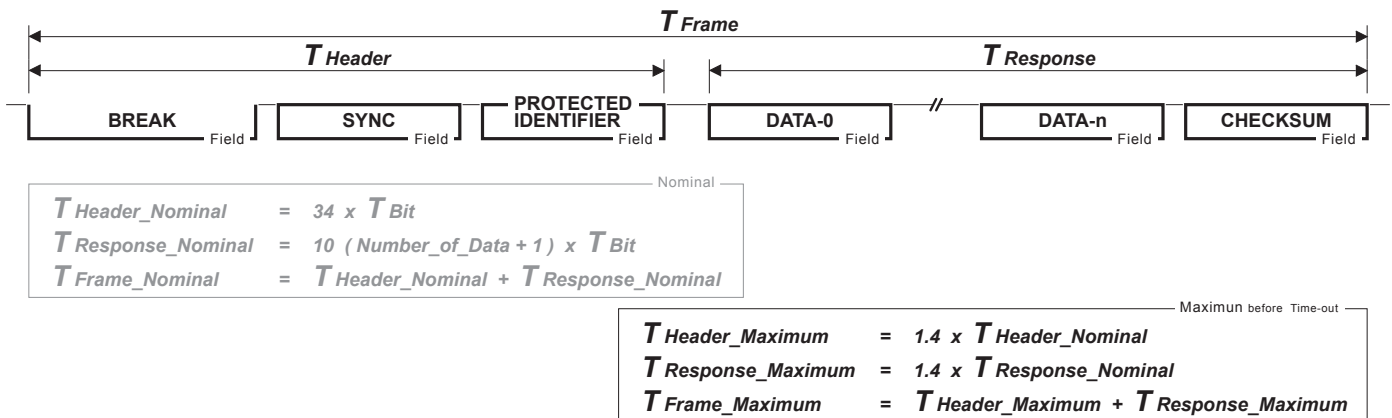 T Frame
T Header T Response
BREAK Field SYNC Field PROTECTED IDENTIFIER Field DATA-0 Field // DATA-n Field CHECKSUM Field
Nominal
T Header_Nominal = 34 x T Bit
T Response_Nominal = 10 ( Number_of_Data + 1 ) x T Bit
T Frame_Nominal = T Header_Nominal + T Response_Nominal
Maximun before Time-out
T Header_Maximum = 1.4 x T Header_Nominal
T Response_Maximum = 1.4 x T Response_Nominal
T Frame_Maximum = T Header_Maximum + T Response_Maximum